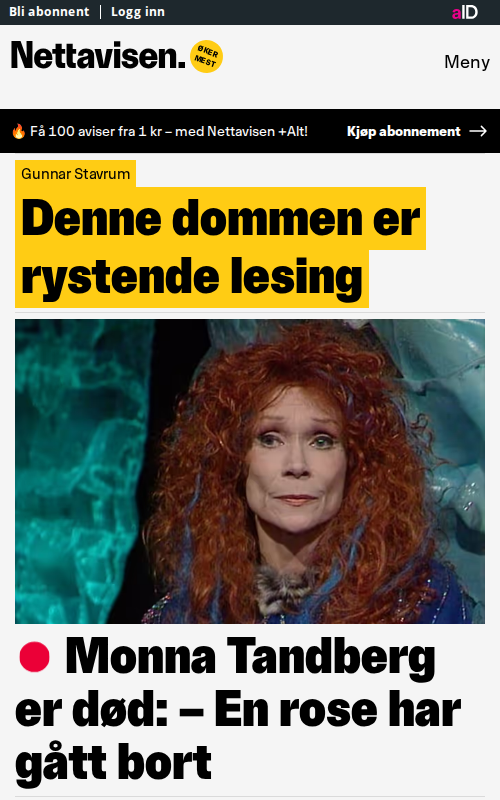 Bli abonnent | Logg inn
aID
Nettavisen.
ØKER
MEST
Meny
🔥 Få 100 aviser fra 1 kr – med Nettavisen +Alt!
Kjøp abonnement →
Gunnar Stavrum
Denne dommen er
rystende lesing
Monna Tandberg
er død: – En rose har
gått bort